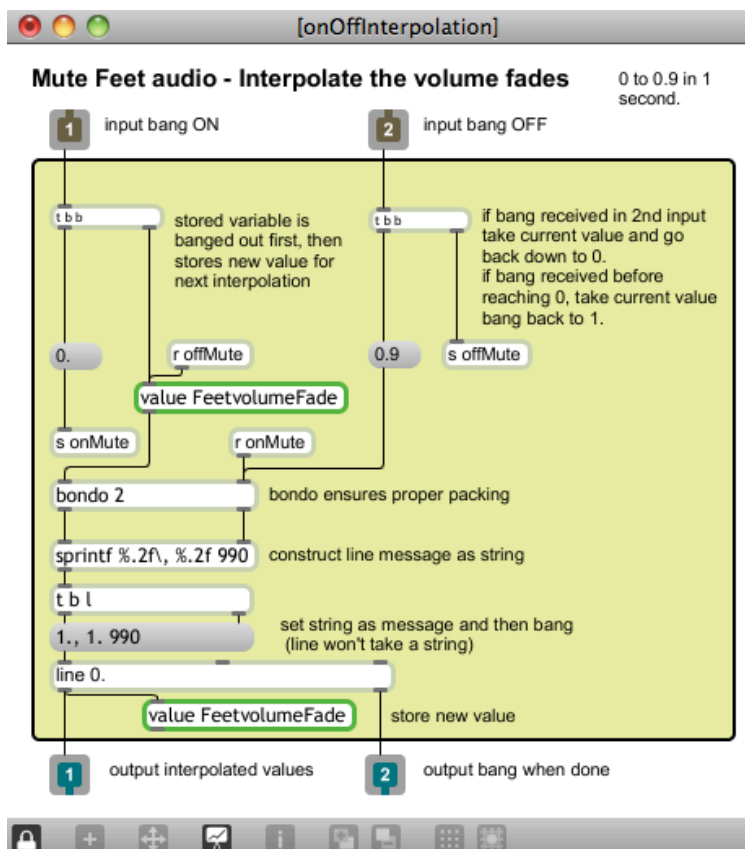 [onOffInterpolation]
Mute Feet audio - Interpolate the volume fades
0 to 0.9 in 1
second.
1
input bang ON
2
input bang OFF
t b b
stored variable is
banged out first, then
stores new value for
next interpolation
t b b
if bang received in 2nd input
take current value and go
back down to 0.
if bang received before
reaching 0, take current value
bang back to 1.
0.
r offMute
0.9
s offMute
value FeetvolumeFade
s onMute
r onMute
bondo 2
bondo ensures proper packing
sprintf %.2f\, %.2f 990
construct line message as string
t b l
1., 1. 990
set string as message and then bang
(line won't take a string)
line 0.
value FeetvolumeFade
store new value
1
output interpolated values
2
output bang when done